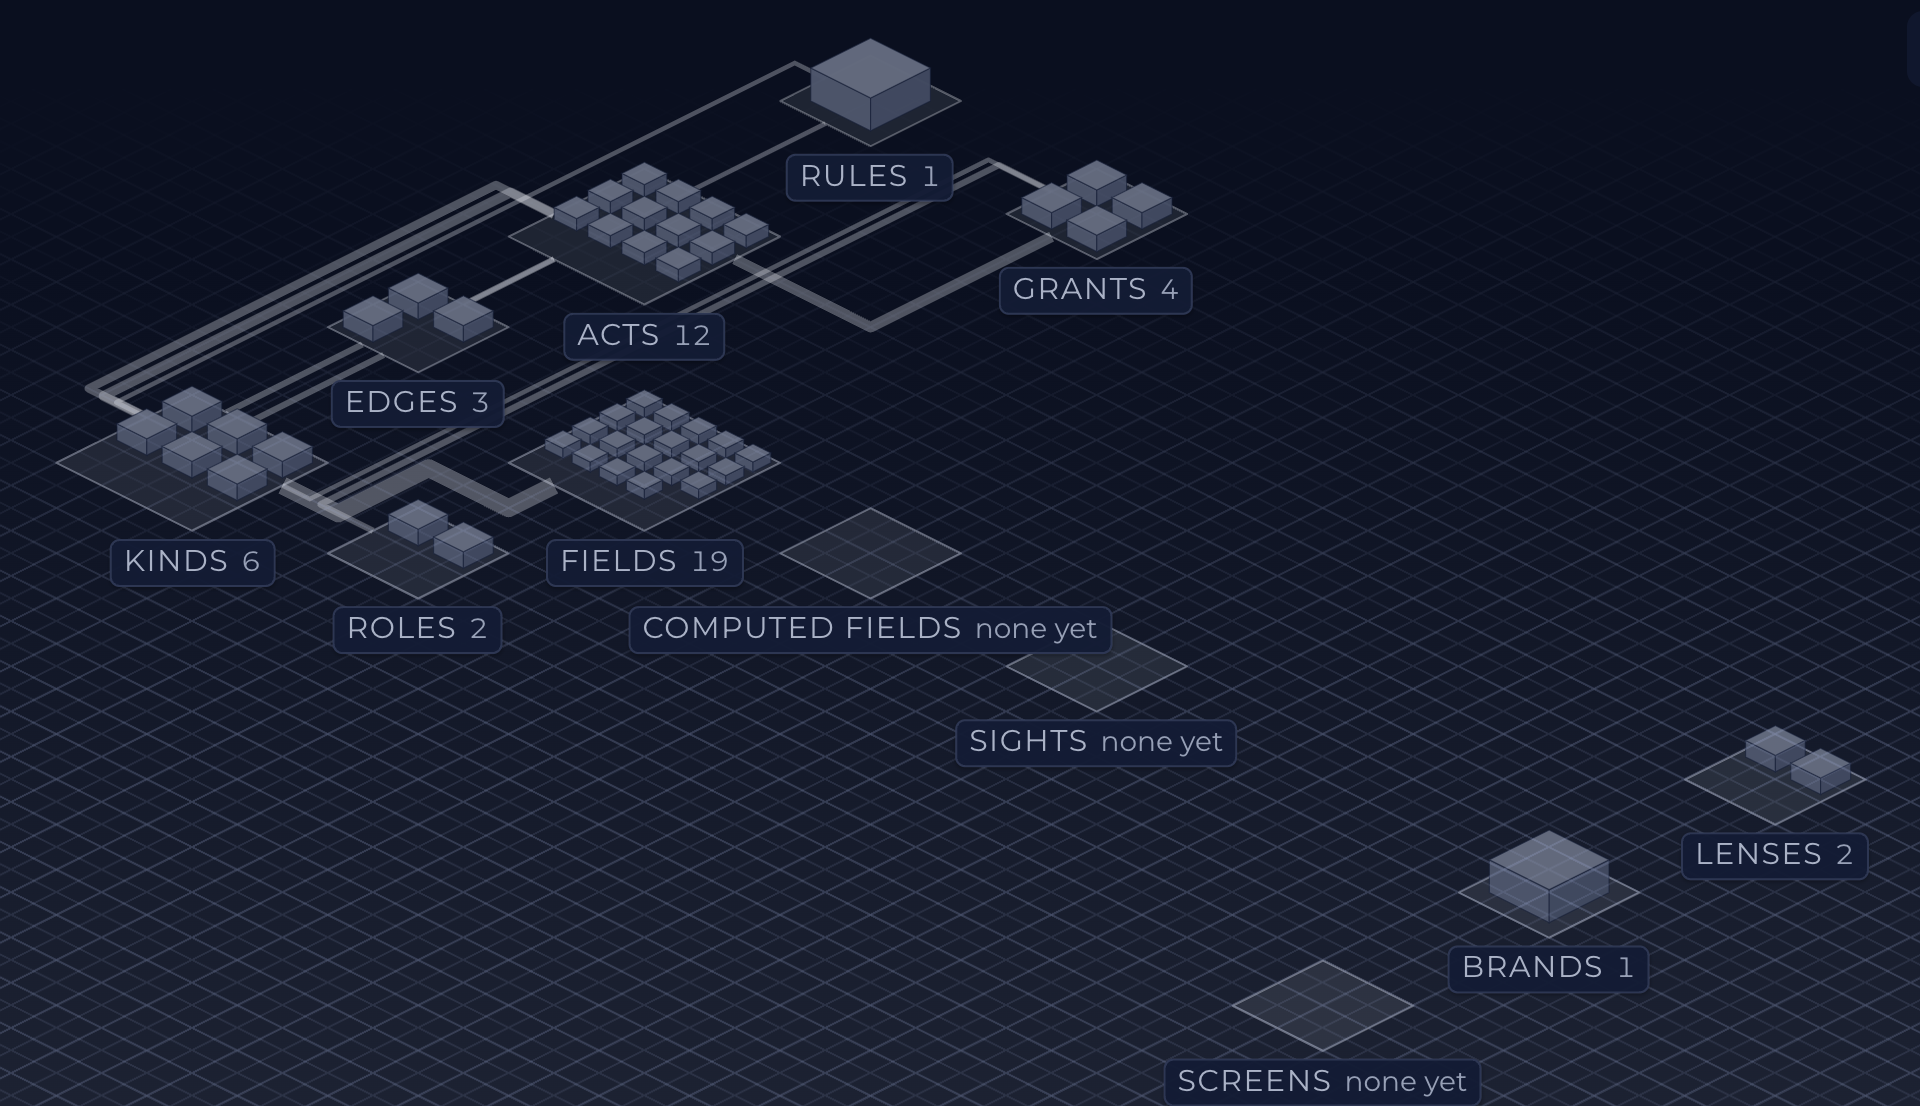 RULES 1
GRANTS 4
ACTS 12
EDGES 3
KINDS 6
FIELDS 19
ROLES 2
COMPUTED FIELDS none yet
SIGHTS none yet
LENSES 2
BRANDS 1
SCREENS none yet